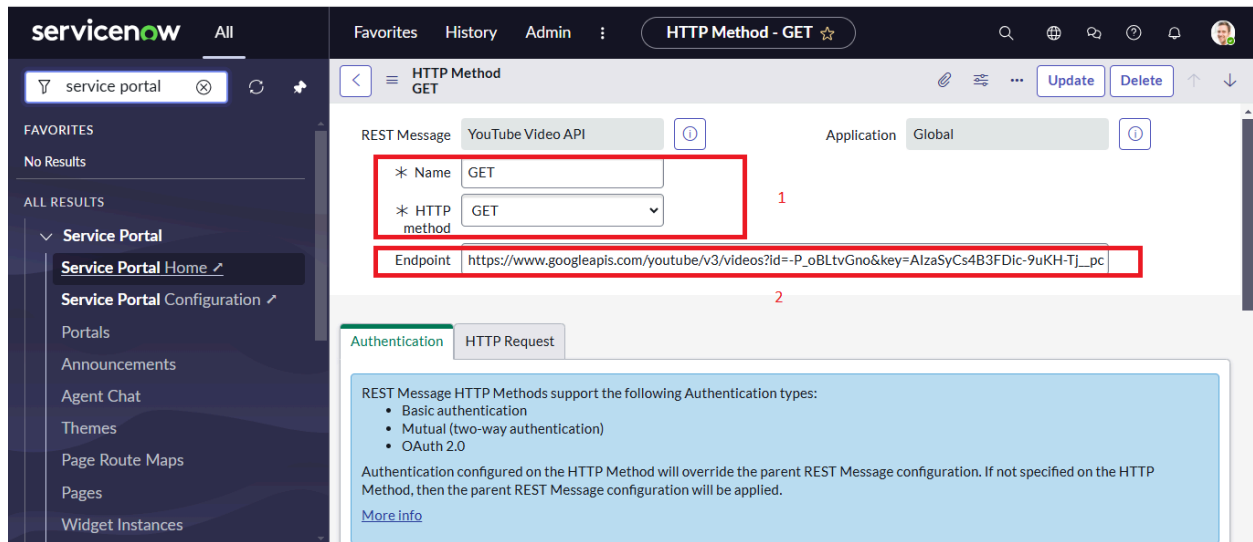 servicenow All Favorites History Admin HTTP Method - GET
service portal
HTTP Method
GET
Update Delete
FAVORITES
No Results
ALL RESULTS
Service Portal
Service Portal Home
Service Portal Configuration
Portals
Announcements
Agent Chat
Themes
Page Route Maps
Pages
Widget Instances
REST Message YouTube Video API Application Global
Name GET
1
HTTP method GET
Endpoint https://www.googleapis.com/youtube/v3/videos?id=-P_oBLtvGno&key=AIzaSyCs4B3FDic-9uKH-Tj__pc
2
Authentication HTTP Request
REST Message HTTP Methods support the following Authentication types:
• Basic authentication
• Mutual (two-way authentication)
• OAuth 2.0
Authentication configured on the HTTP Method will override the parent REST Message configuration. If not specified on the HTTP
Method, then the parent REST Message configuration will be applied.
More info